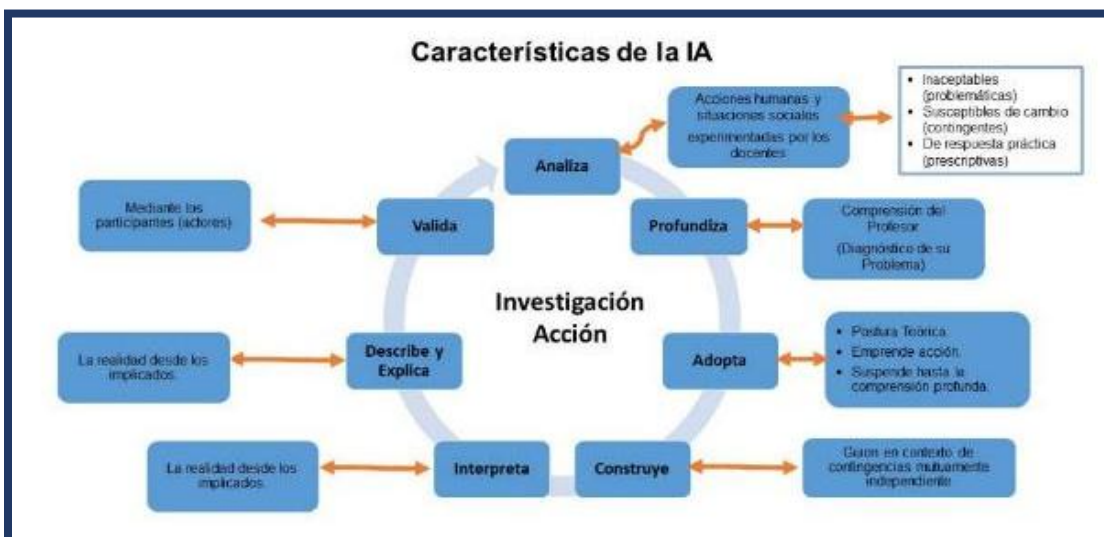 Características de la IA
Analiza
Acciones humanas y
situaciones sociales
experimentadas por los
docentes
• Inaceptables
(problemáticas)
• Susceptibles de cambio
(contingentes)
• De respuesta práctica
(prescriptivas)
Profundiza
Comprensión del
Profesor
(Diagnóstico de su
Problema)
Adopta
• Postura Teórica.
• Emprende acción.
• Suspende hasta la
comprensión profunda.
Construye
Guion en contexto de
contingencias mutuamente
independiente
Interpreta
La realidad desde los
implicados.
Describe y
Explica
La realidad desde los
implicados.
Valida
Mediante los
participantes (actores)
Investigación
Acción